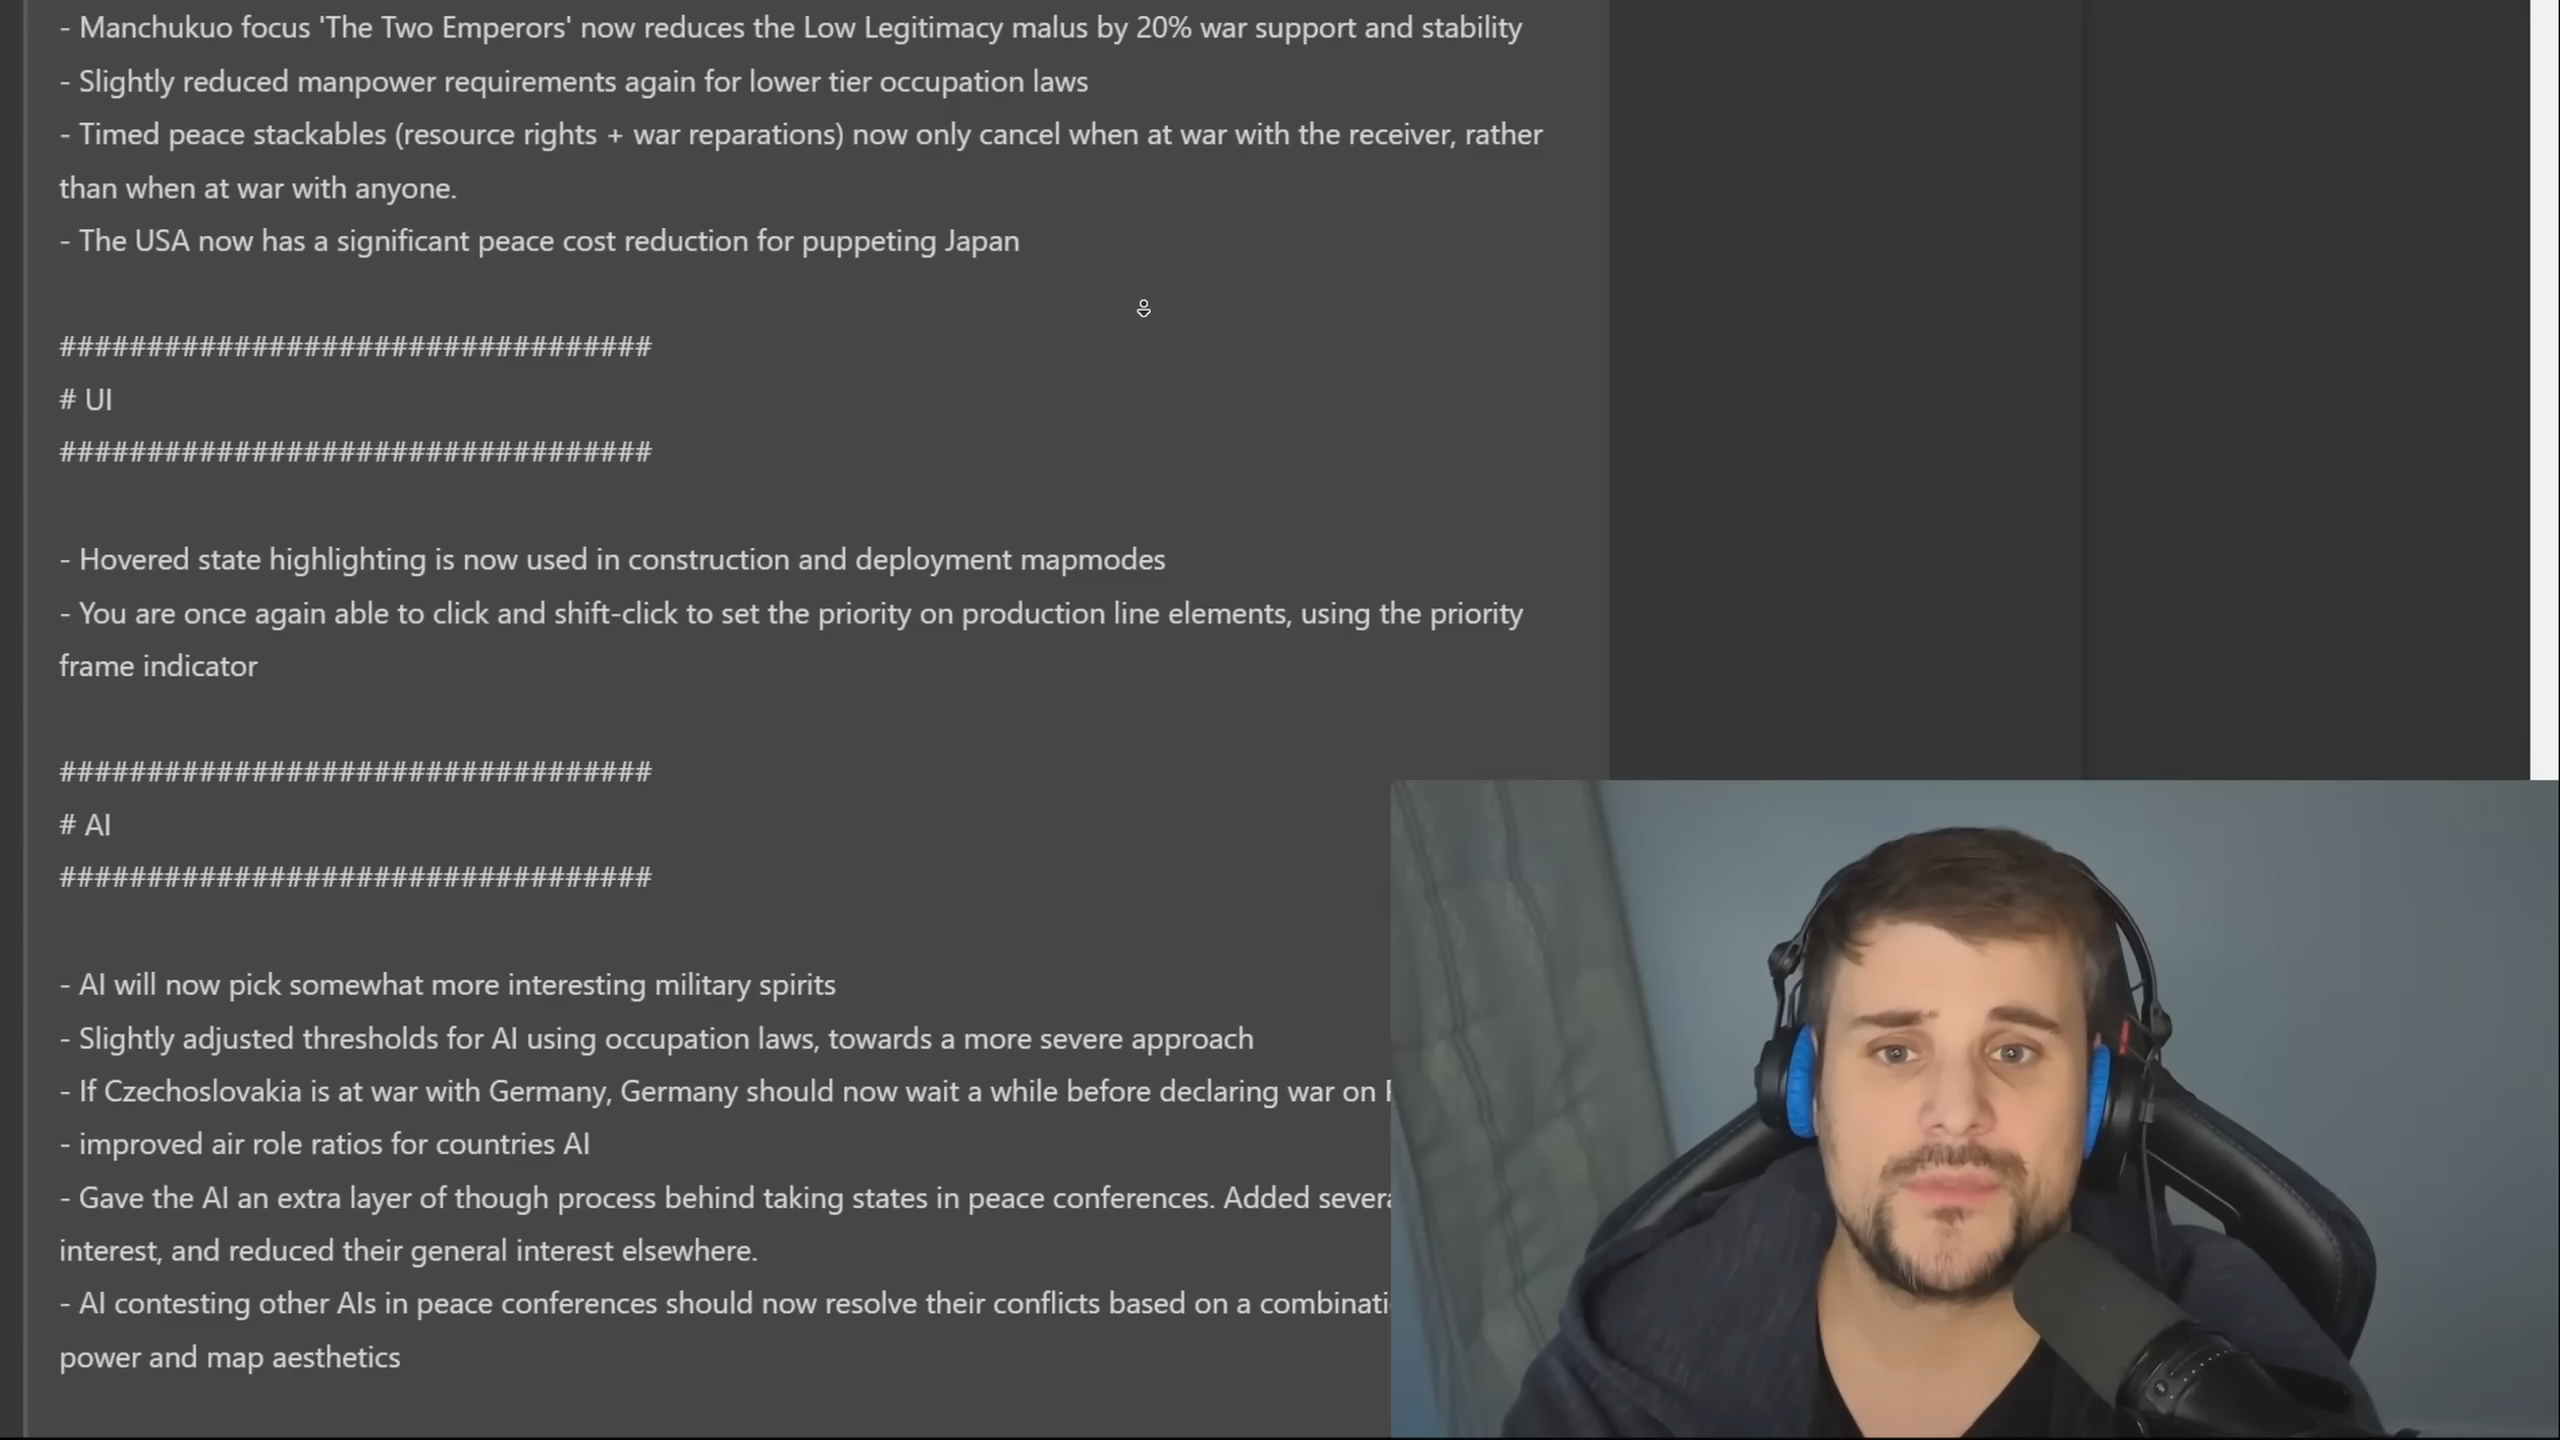 - Manchukuo focus 'The Two Emperors' now reduces the Low Legitimacy malus by 20% war support and stability
- Slightly reduced manpower requirements again for lower tier occupation laws
- Timed peace stackables (resource rights + war reparations) now only cancel when at war with the receiver, rather
than when at war with anyone.
- The USA now has a significant peace cost reduction for puppeting Japan
##################################
# UI
##################################
- Hovered state highlighting is now used in construction and deployment mapmodes
- You are once again able to click and shift-click to set the priority on production line elements, using the priority
frame indicator
##################################
# AI
##################################
- AI will now pick somewhat more interesting military spirits
- Slightly adjusted thresholds for AI using occupation laws, towards a more severe approach
- If Czechoslovakia is at war with Germany, Germany should now wait a while before declaring war on
- improved air role ratios for countries AI
- Gave the AI an extra layer of though process behind taking states in peace conferences. Added
interest, and reduced their general interest elsewhere.
- AI contesting other AIs in peace conferences should now resolve their conflicts based on a
power and map aesthetics